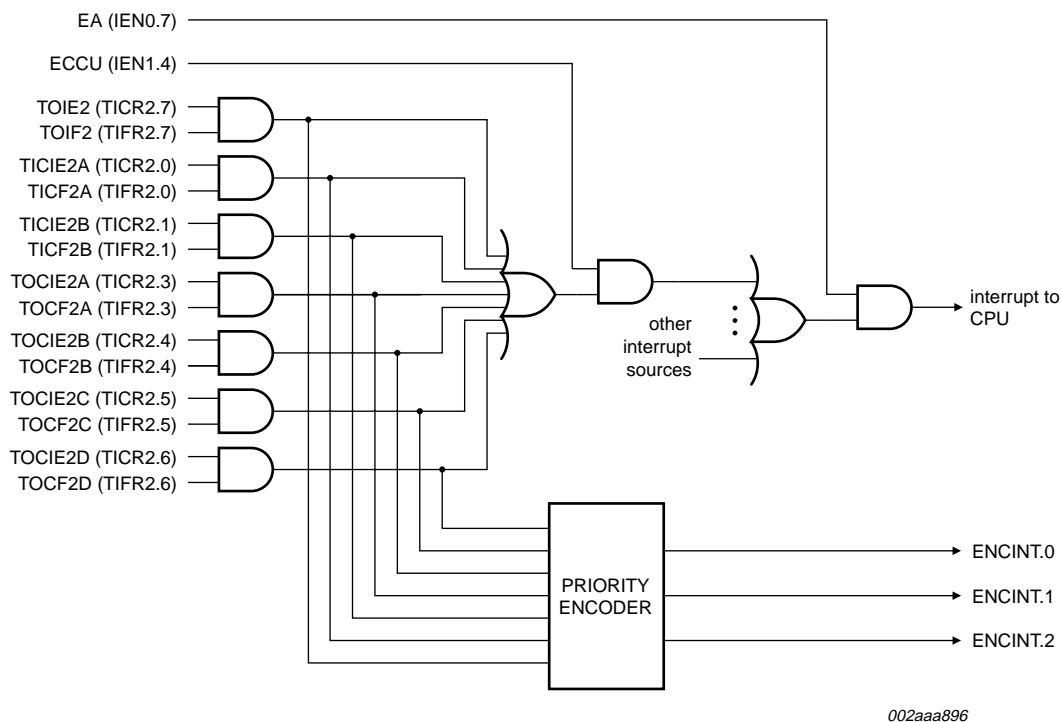 EA (IEN0.7)
ECCU (IEN1.4)
TOIE2 (TICR2.7)
TOIF2 (TIFR2.7)
TICIE2A (TICR2.0)
TICF2A (TIFR2.0)
TICIE2B (TICR2.1)
TICF2B (TIFR2.1)
TOCIE2A (TICR2.3)
TOCF2A (TIFR2.3)
TOCIE2B (TICR2.4)
TOCF2B (TIFR2.4)
TOCIE2C (TICR2.5)
TOCF2C (TIFR2.5)
TOCIE2D (TICR2.6)
TOCF2D (TIFR2.6)
other
interrupt
sources
interrupt to
CPU
PRIORITY
ENCODER
ENCINT.0
ENCINT.1
ENCINT.2
002aaa896